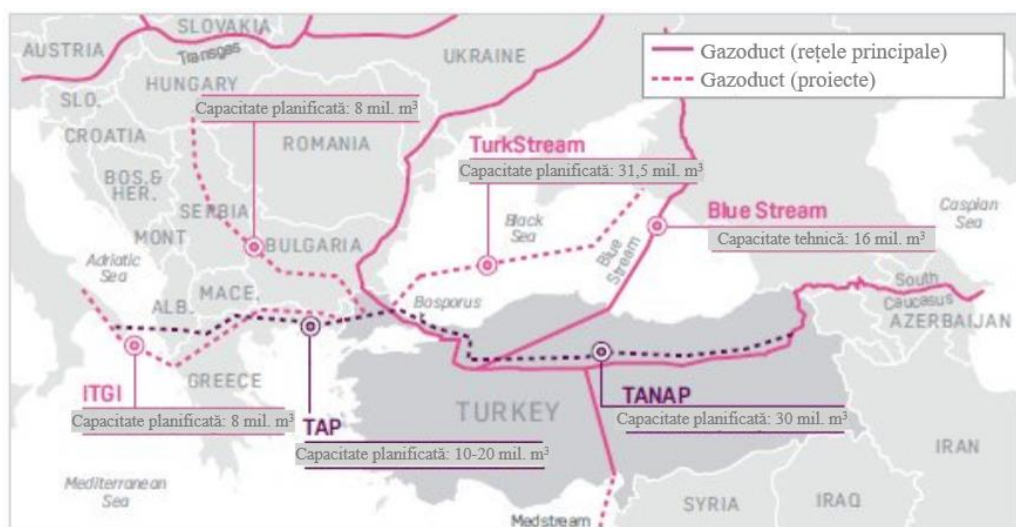 SLOVAKIA
AUSTRIA
Transgas
UKRAINE
HUNGARY
SLO.
CROATIA
Capacitate planificată: 8 mil. m³
ROMANIA
BOS.&
HER.
SERBIA
MONT
BULGARIA
Adriatic
Sea
ALB.
MACE.
GREECE
Gazoduct (rețele principale)
Gazoduct (proiecte)
TurkStream
Capacitate planificată: 31,5 mil. m³
Black
Sea
Blue
Stream
Blue Stream
Capacitate tehnică: 16 mil. m³
Caspian
Sea
South
Caucasus
AZERBAIJAN
Bosporus
ITGI
Capacitate planificată: 8 mil. m³
TAP
Capacitate planificată: 10-20 mil. m³
TURKEY
TANAP
Capacitate planificată: 30 mil. m³
IRAN
Mediterranean
Sea
Medstream
SYRIA
IRAQ